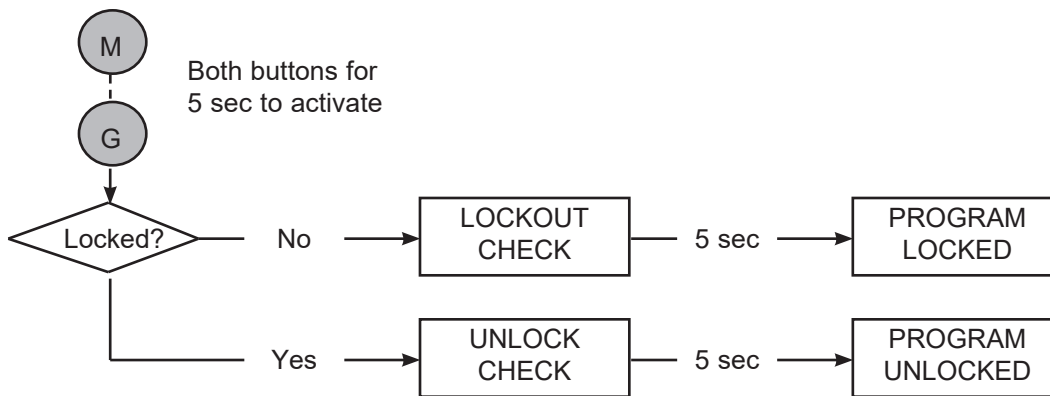 M
Both buttons for
5 sec to activate
G
Locked?
No
LOCKOUT
CHECK
5 sec
PROGRAM
LOCKED
Yes
UNLOCK
CHECK
5 sec
PROGRAM
UNLOCKED